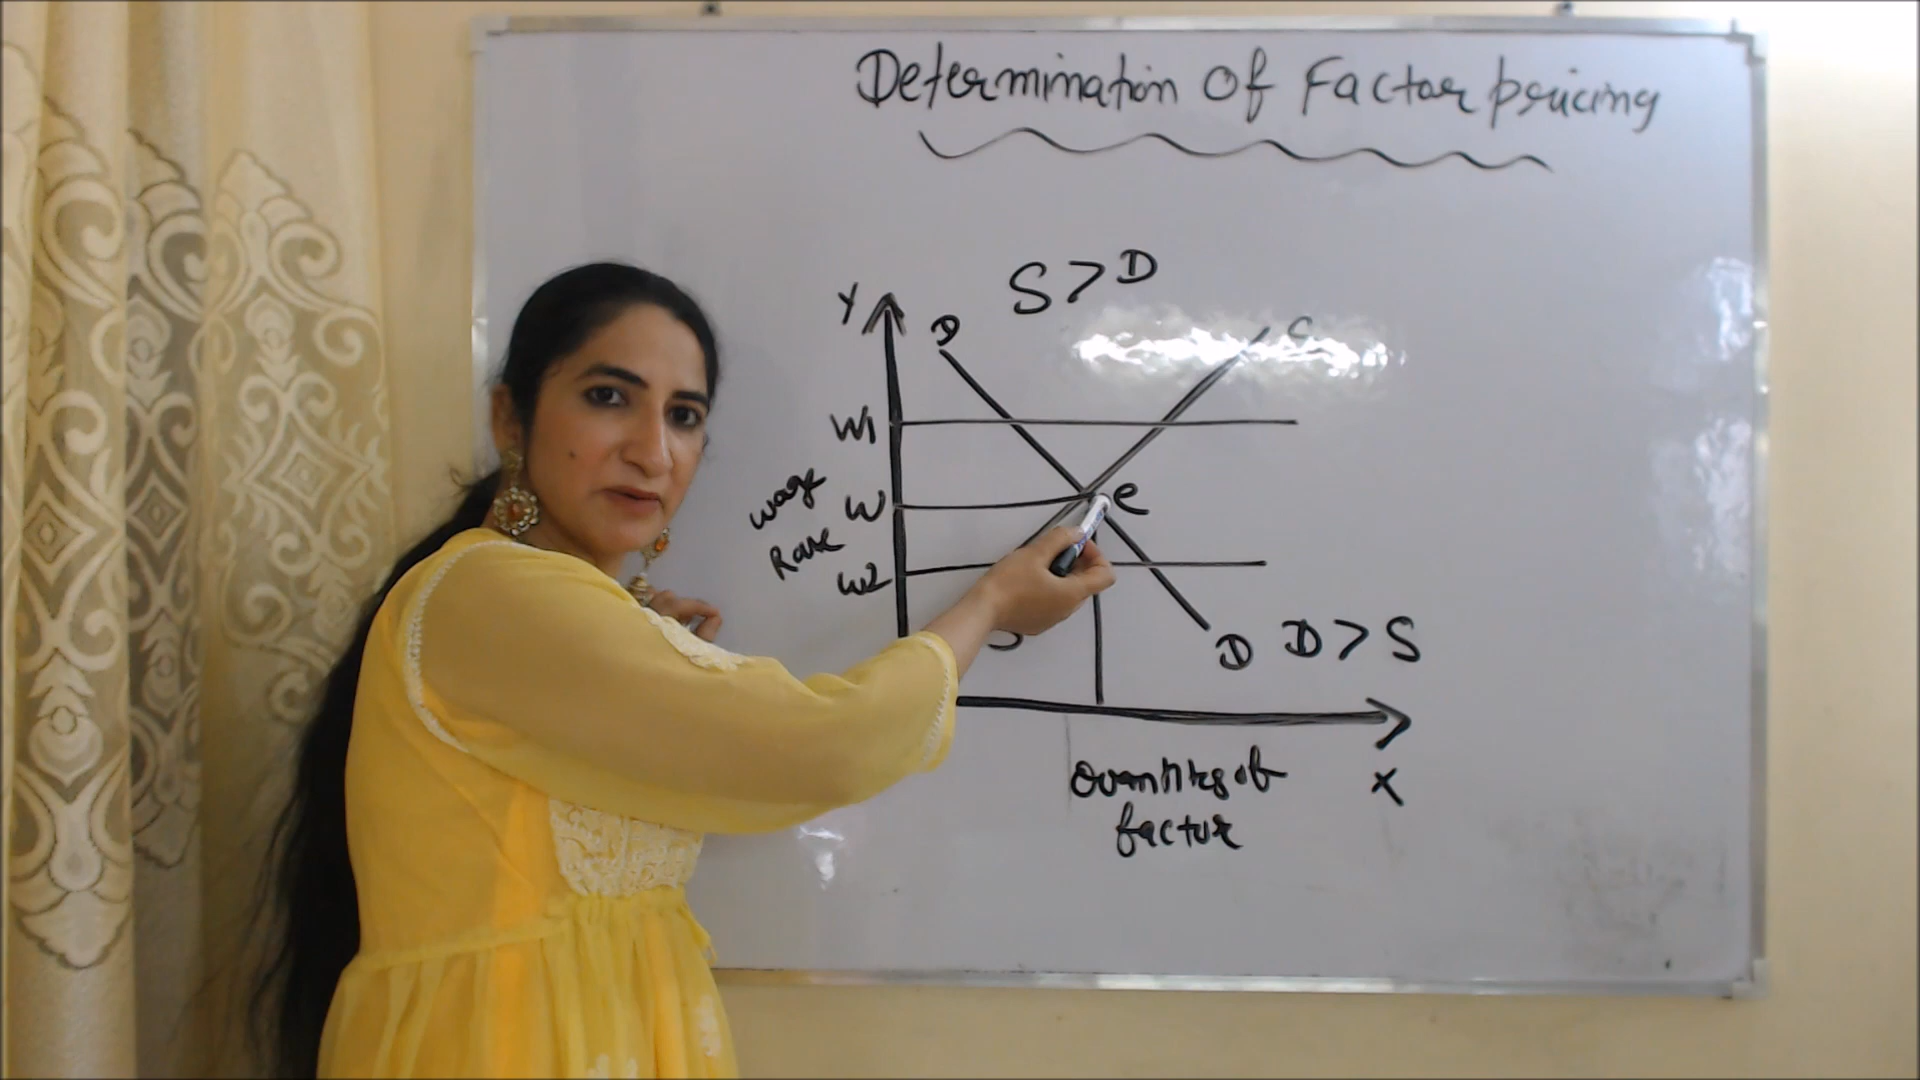 Determination Of Factor pricing
S > D
Y
D
S
W1
wage
Rate
W
e
W2
S
D
D > S
Quantity of
factor
X